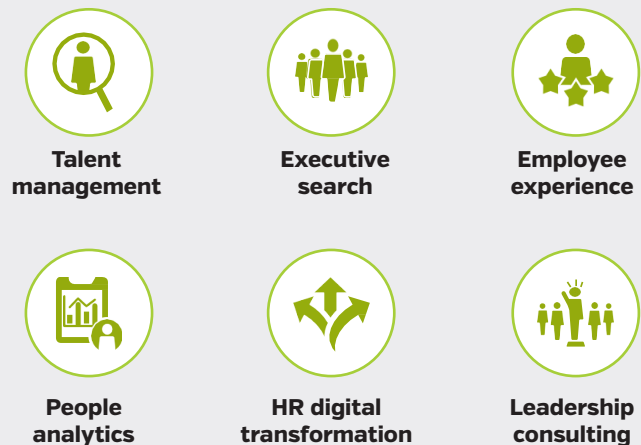 Talent
management
Executive
search
Employee
experience
People
analytics
HR digital
transformation
Leadership
consulting